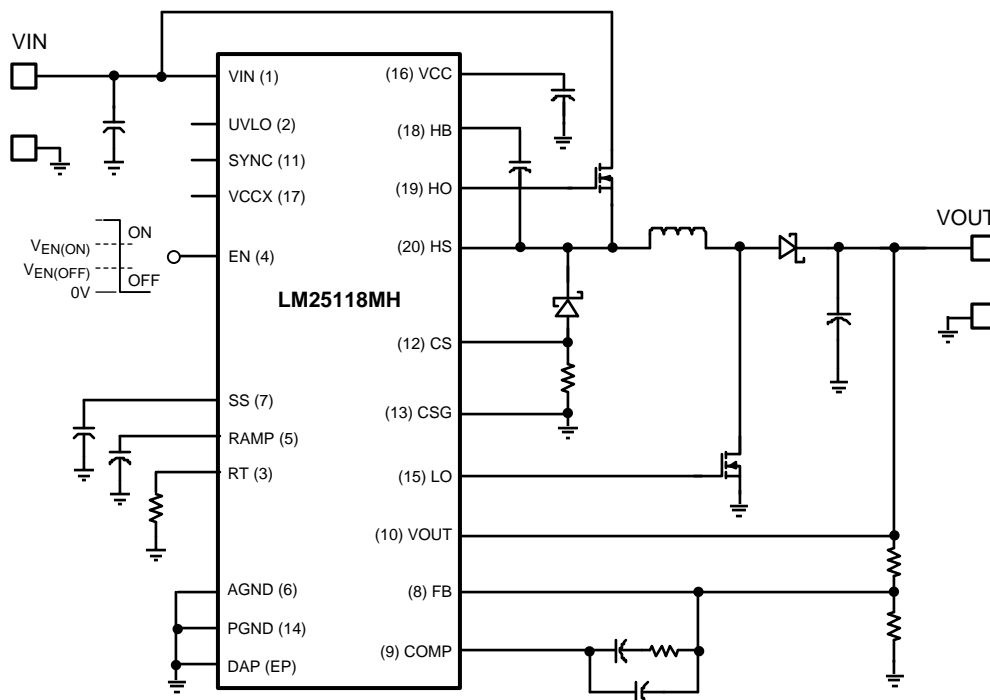 VIN
VIN (1)
UVLO (2)
SYNC (11)
VCCX (17)
ON
VEN(ON)
VEN(OFF)
OFF
0V
EN (4)
LM25118MH
SS (7)
RAMP (5)
RT (3)
AGND (6)
PGND (14)
DAP (EP)
(16) VCC
(18) HB
(19) HO
(20) HS
(12) CS
(13) CSG
(15) LO
(10) VOUT
(8) FB
(9) COMP
VOUT